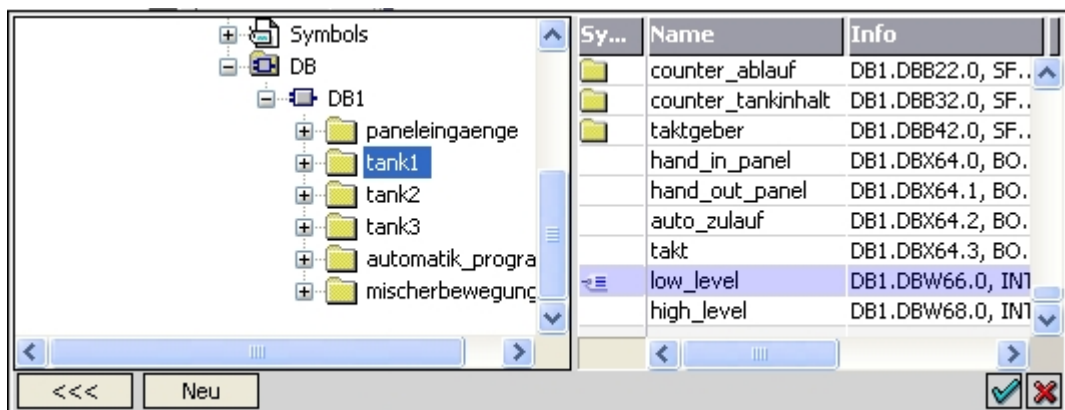 Symbols
DB
DB1
paneleingaenge
tank1
tank2
tank3
automatik_progra
mischerbewegung
Sy... Name Info
counter_ablauf DB1.DBB22.0, SF..
counter_tankinhalt DB1.DBB32.0, SF..
taktgeber DB1.DBB42.0, SF..
hand_in_panel DB1.DBX64.0, BO.
hand_out_panel DB1.DBX64.1, BO.
auto_zulauf DB1.DBX64.2, BO.
takt DB1.DBX64.3, BO.
low_level DB1.DBW66.0, INT
high_level DB1.DBW68.0, INT
<<< Neu